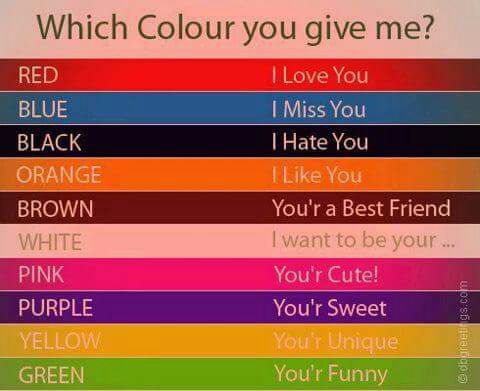 Which Colour you give me?
RED I Love You
BLUE I Miss You
BLACK I Hate You
ORANGE I Like You
BROWN You'r a Best Friend
WHITE I want to be your ...
PINK You'r Cute!
PURPLE You'r Sweet
YELLOW You'r Unique
GREEN You'r Funny
© dbgreetings.com